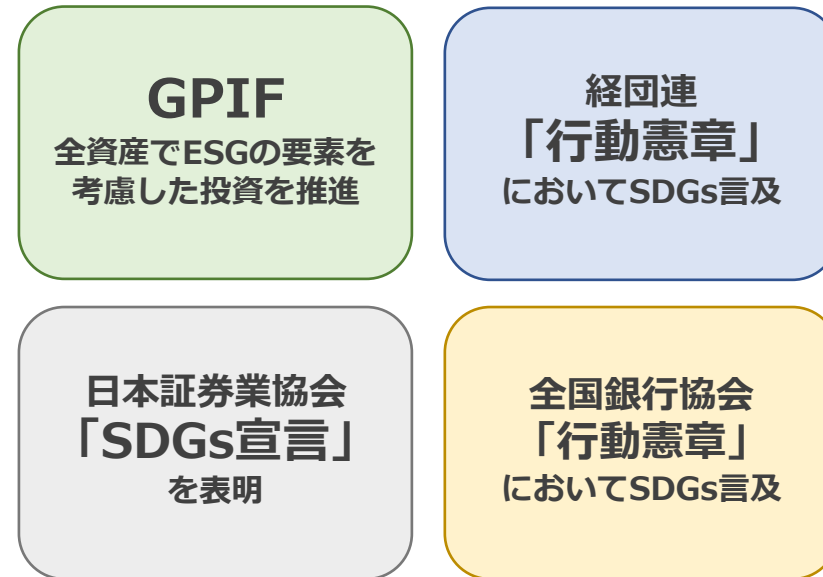 GPIF
全資産でESGの要素を
考慮した投資を推進
経団連
「行動憲章」
においてSDGs言及
日本証券業協会
「SDGs宣言」
を表明
全国銀行協会
「行動憲章」
においてSDGs言及